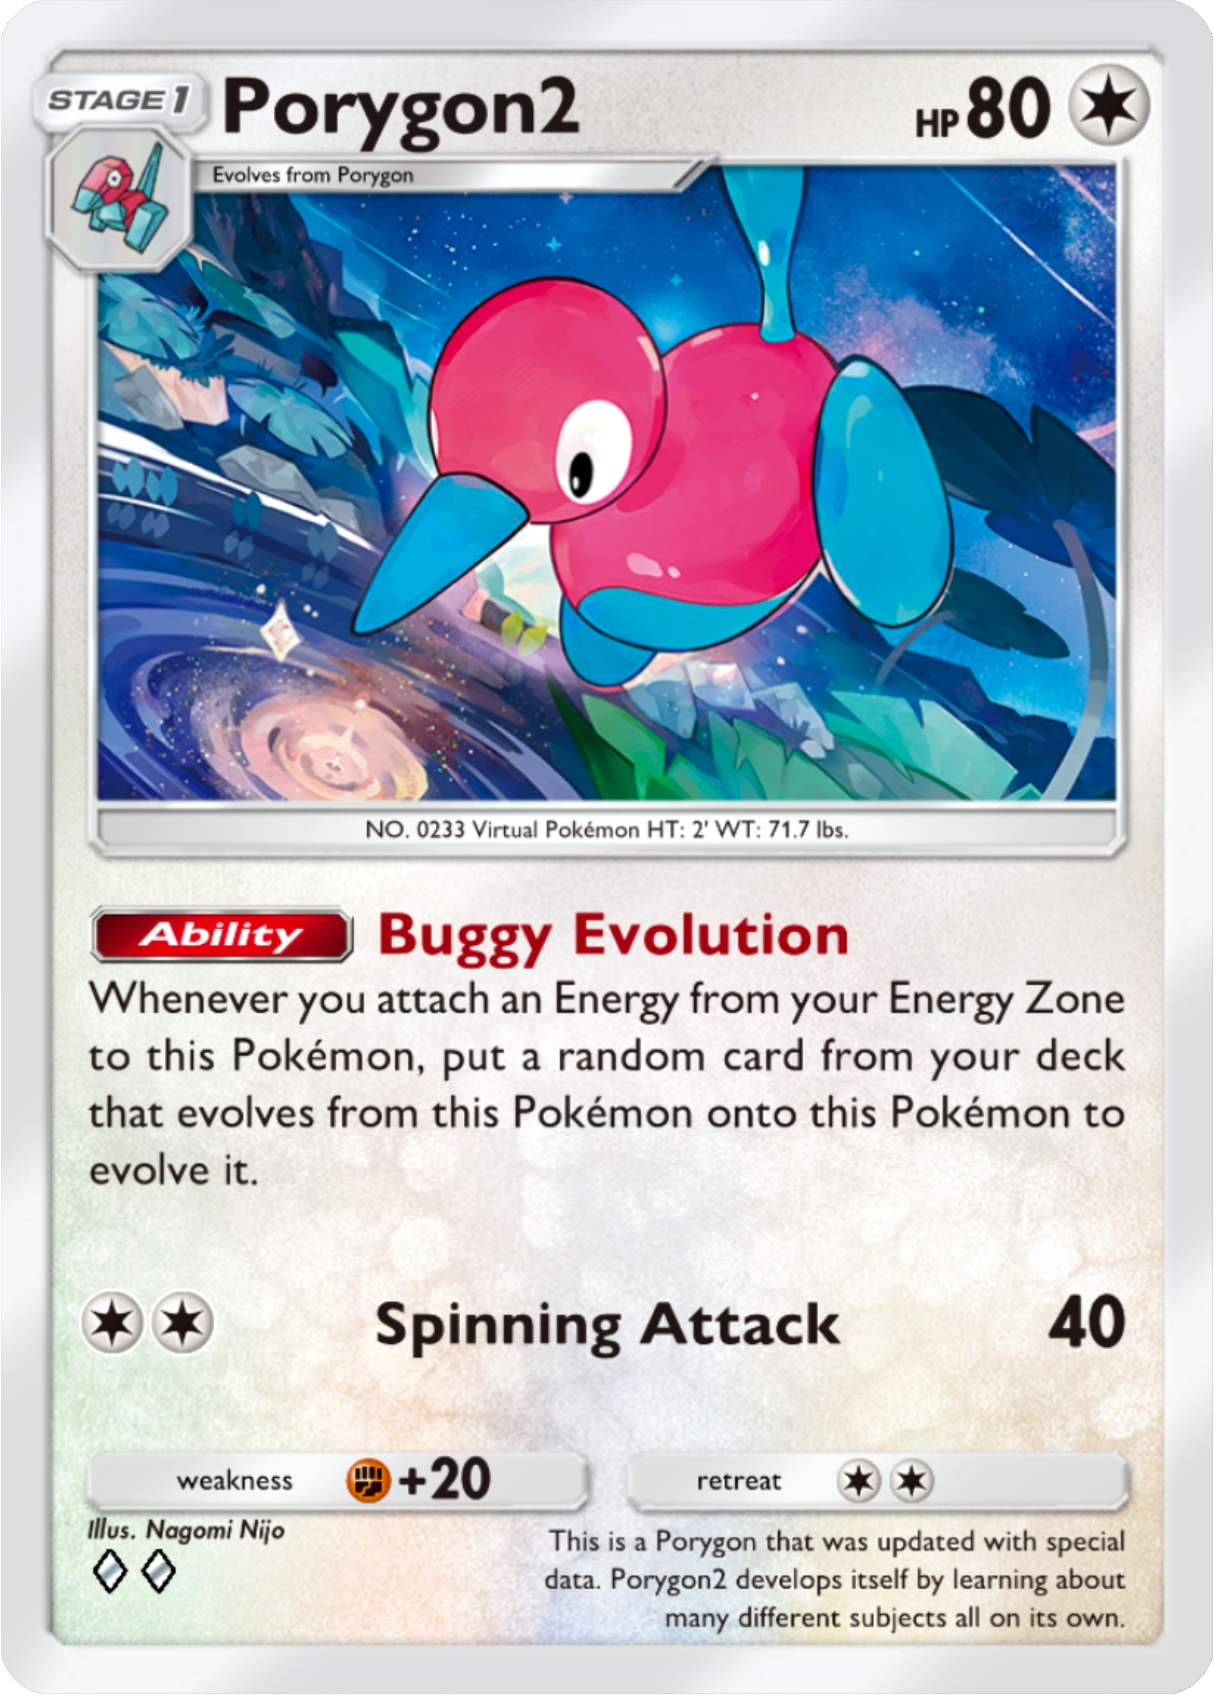 STAGE 1
Porygon2
HP 80
Evolves from Porygon
NO. 0233 Virtual Pokémon HT: 2' WT: 71.7 lbs.
Ability Buggy Evolution
Whenever you attach an Energy from your Energy Zone
to this Pokémon, put a random card from your deck
that evolves from this Pokémon onto this Pokémon to
evolve it.
Spinning Attack 40
weakness +20
retreat
Illus. Nagomi Nijo
This is a Porygon that was updated with special
data. Porygon2 develops itself by learning about
many different subjects all on its own.